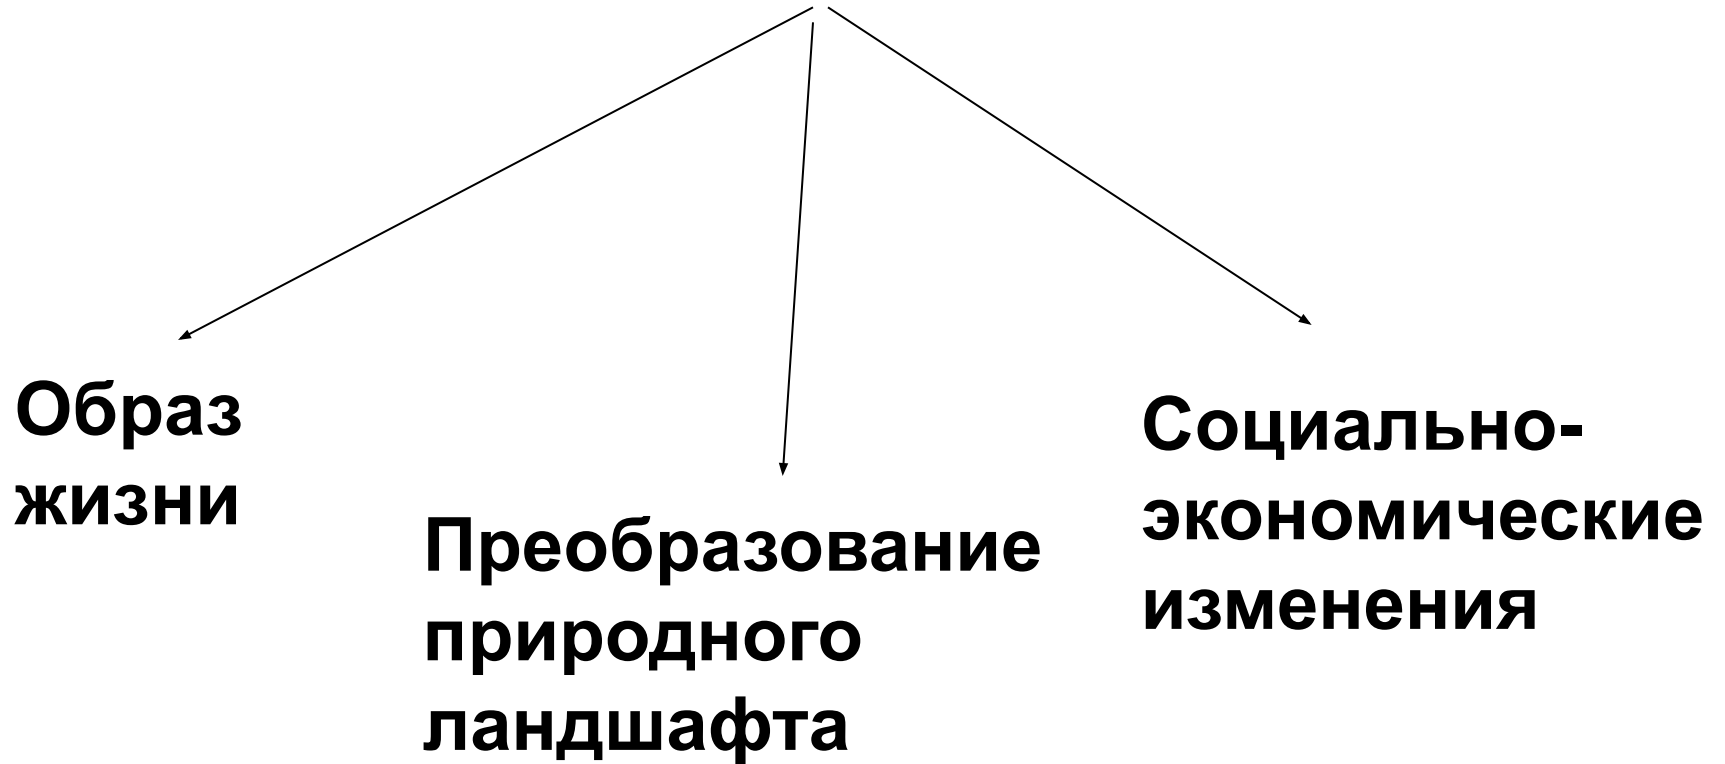 Образ
жизни
Преобразование
природного
ландшафта
Социально-
экономические
изменения